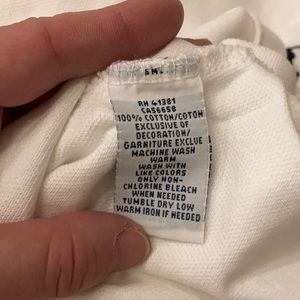 RN 41381
CA56658
100% COTTON/COTON
EXCLUSIVE OF
DECORATION/
GARNITURE EXCLUE
MACHINE WASH
WARM
WASH WITH
LIKE COLORS
ONLY NON-
CHLORINE BLEACH
WHEN NEEDED
TUMBLE DRY LOW
WARM IRON IF NEEDED